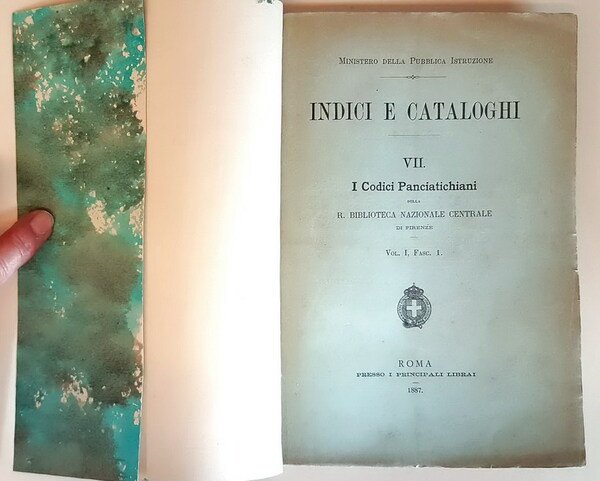 Ministero della Pubblica Istruzione
INDICI E CATALOGHI
VII.
I Codici Panciatichiani
DELLA
R. BIBLIOTECA NAZIONALE CENTRALE
DI FIRENZE
Vol. I, Fasc. 1.
ROMA
PRESSO I PRINCIPALI LIBRAI
1887.